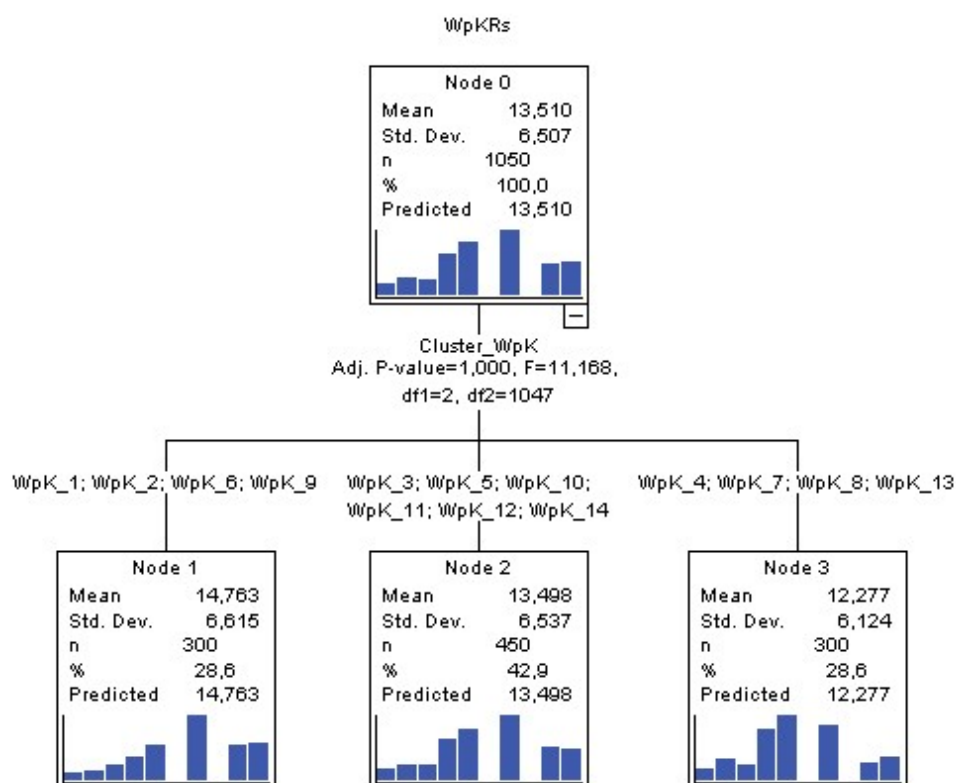 WpKRs
Node 0
Mean 13,510
Std. Dev. 6,507
n 1050
% 100,0
Predicted 13,510
Cluster_WpK
Adj. P-value=1,000, F=11,168,
df1=2, df2=1047
WpK_1; WpK_2; WpK_6; WpK_9
WpK_3; WpK_5; WpK_10;
WpK_11; WpK_12; WpK_14
WpK_4; WpK_7; WpK_8; WpK_13
Node 1
Mean 14,763
Std. Dev. 6,615
n 300
% 28,6
Predicted 14,763
Node 2
Mean 13,498
Std. Dev. 6,537
n 450
% 42,9
Predicted 13,498
Node 3
Mean 12,277
Std. Dev. 6,124
n 300
% 28,6
Predicted 12,277